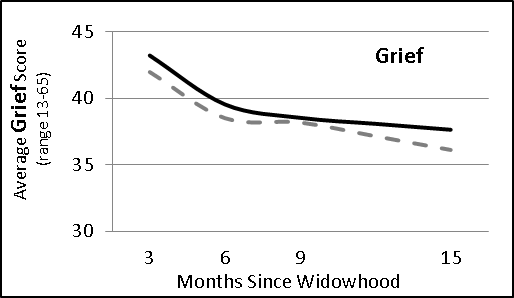 45
Grief
40
35
30
Average Grief Score
(range 13-65)
3 6 9 15
Months Since Widowhood